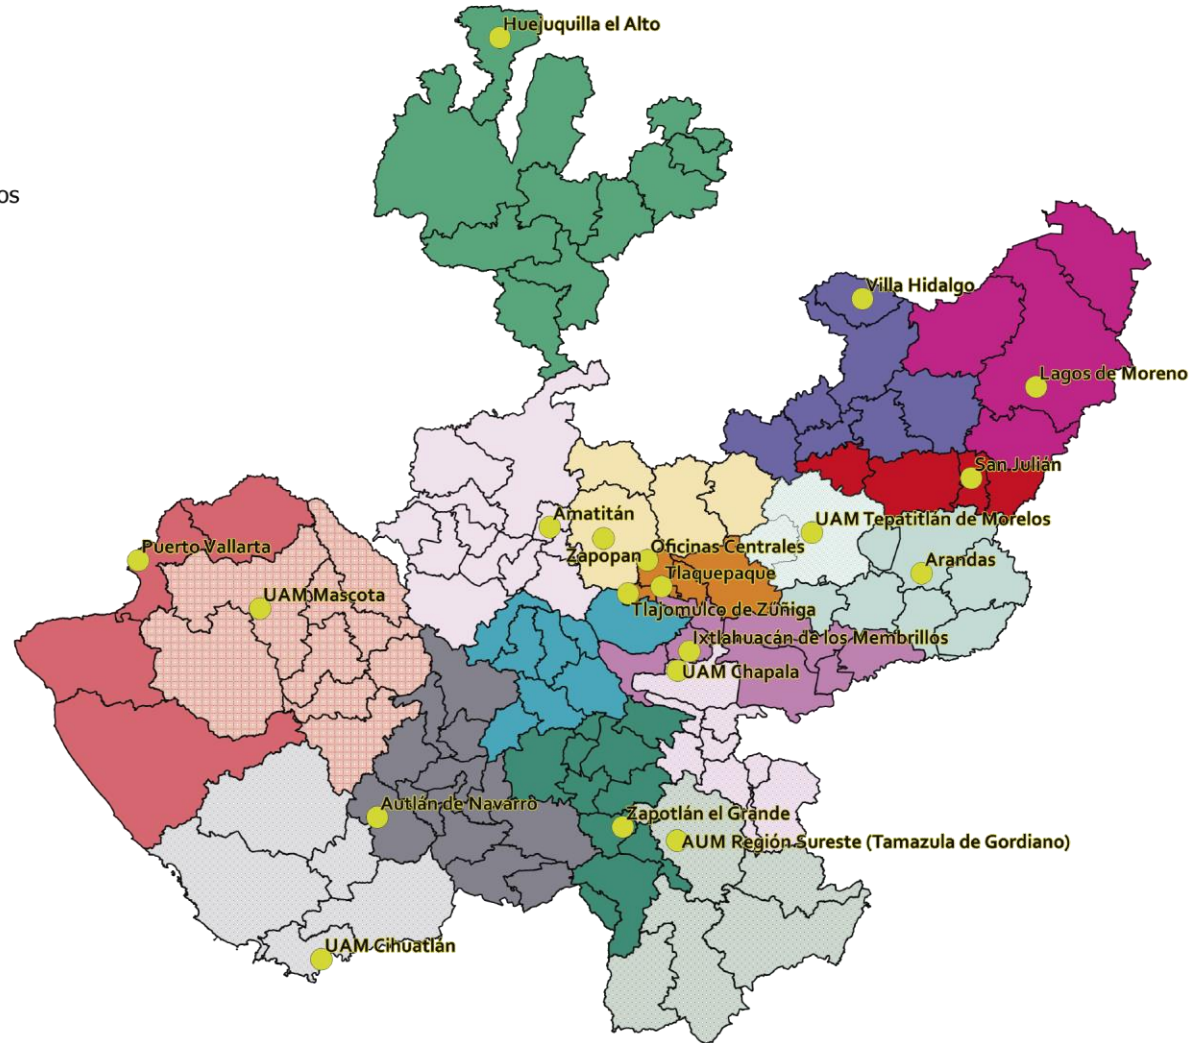 Huejuquilla el Alto
os
Villa Hidalgo
Lagos de Moreno
San Julián
Amatitán
UAM Tepatitlán de Morelos
Puerto Vallarta
Oficinas Centrales
Zapopan
Arandas
Tlaquepaque
UAM Mascota
Tlajomulco de Zúñiga
Ixtlahuacán de los Membrillos
UAM Chapala
Autlán de Navarro
Zapotlán el Grande
AUM Región Sureste (Tamazula de Gordiano)
UAM Cihuatlán